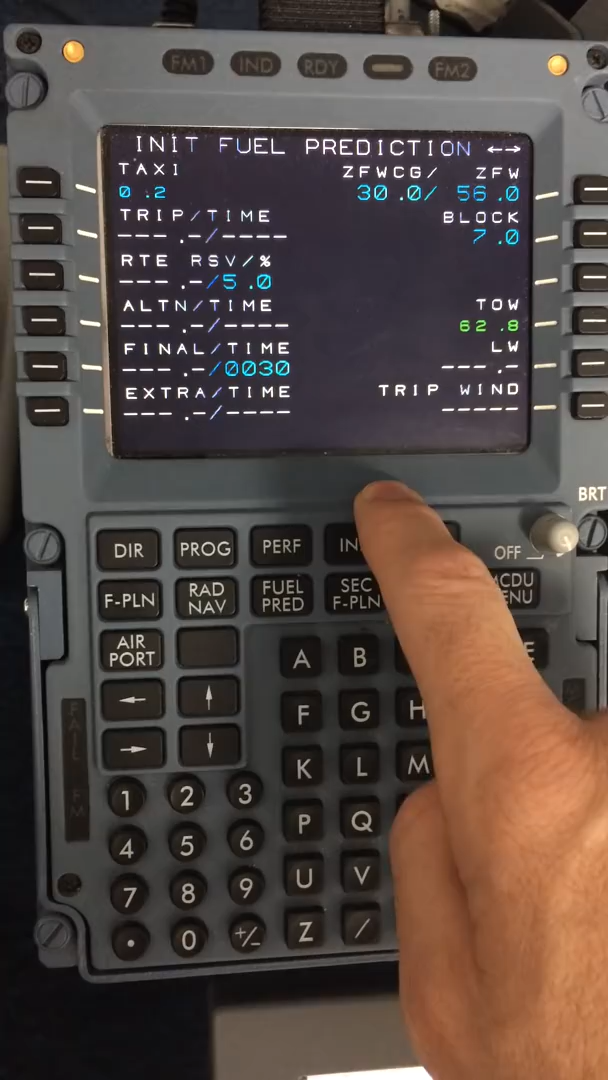 FM1 IND RDY FM2
INIT FUEL PREDICTION ←→
TAXI ZFWCG/ ZFW
0.2 30.0/ 56.0
TRIP/TIME BLOCK
---.-/---- 7.0
RTE RSV/%
---.-/5.0
ALTN/TIME TOW
---.-/---- 62.8
FINAL/TIME LW
---.-/0030 ---.-
EXTRA/TIME TRIP WIND
---.-/---- -----
BRT
DIR PROG PERF
OFF
F-PLN RAD NAV FUEL PRED SEC F-PLN MCDU
AIR PORT
A B E
← ↑
F G H
→ ↓
K L M
FAIL
FM
1 2 3
P Q
4 5 6
U V
7 8 9
Z /
. 0 +/-